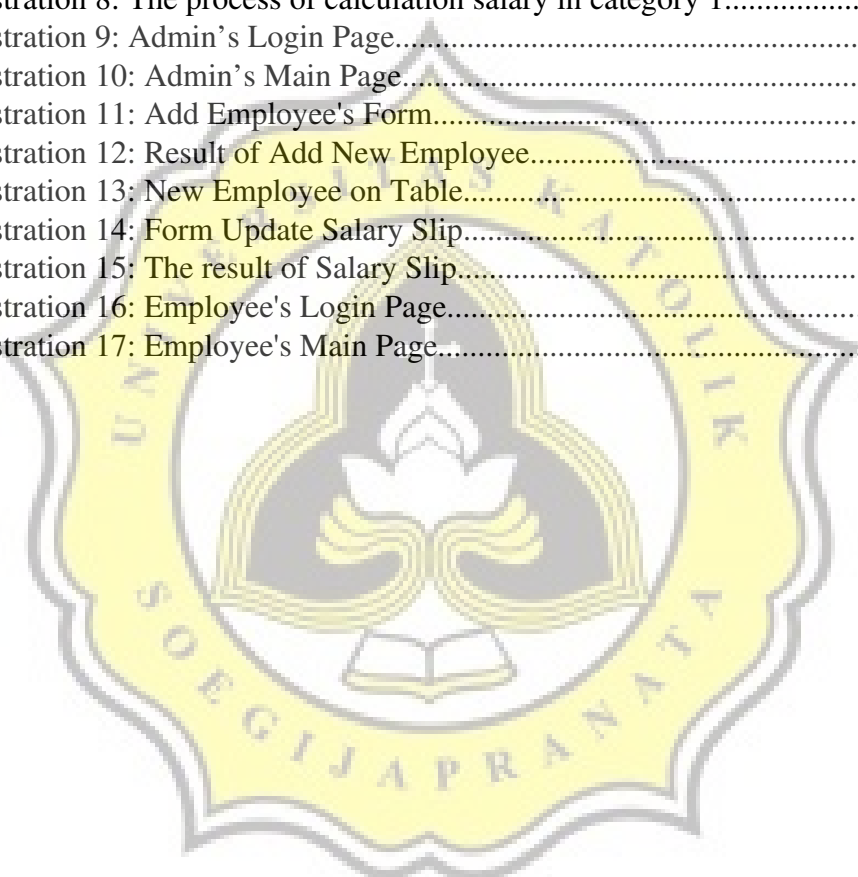 stration 8: The process of calculation salary in category 1.................
stration 9: Admin’s Login Page...........................................................
stration 10: Admin’s Main Page..........................................................
stration 11: Add Employee's Form......................................................
stration 12: Result of Add New Employee.........................................
stration 13: New Employee on Table..................................................
stration 14: Form Update Salary Slip..................................................
stration 15: The result of Salary Slip...................................................
stration 16: Employee's Login Page....................................................
stration 17: Employee's Main Page.....................................................
UNIVERSITAS KATOLIK
SOEGIJAPRANATA